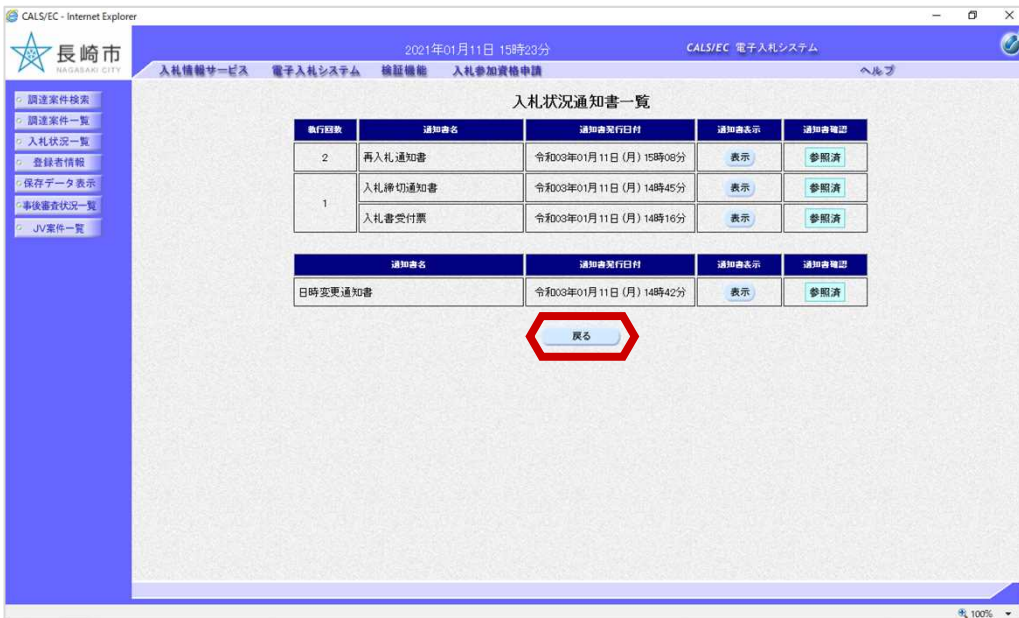 CALS/EC - Internet Explorer
長崎市
NAGASAKI CITY
2021年01月11日 15時23分
CALS/EC 電子入札システム
入札情報サービス 電子入札システム 検証機能 入札参加資格申請 ヘルプ
調達案件検索
調達案件一覧
入札状況一覧
登録者情報
保存データ表示
事後審査状況一覧
JV案件一覧
入札状況通知書一覧
執行回数 通知書名 通知書発行日付 通知書表示 通知書確認
2 再入札通知書 令和03年01月11日(月) 15時08分 表示 参照済
1 入札締切通知書 令和03年01月11日(月) 14時45分 表示 参照済
入札書受付票 令和03年01月11日(月) 14時16分 表示 参照済
通知書名 通知書発行日付 通知書表示 通知書確認
日時変更通知書 令和03年01月11日(月) 14時42分 表示 参照済
戻る
100%